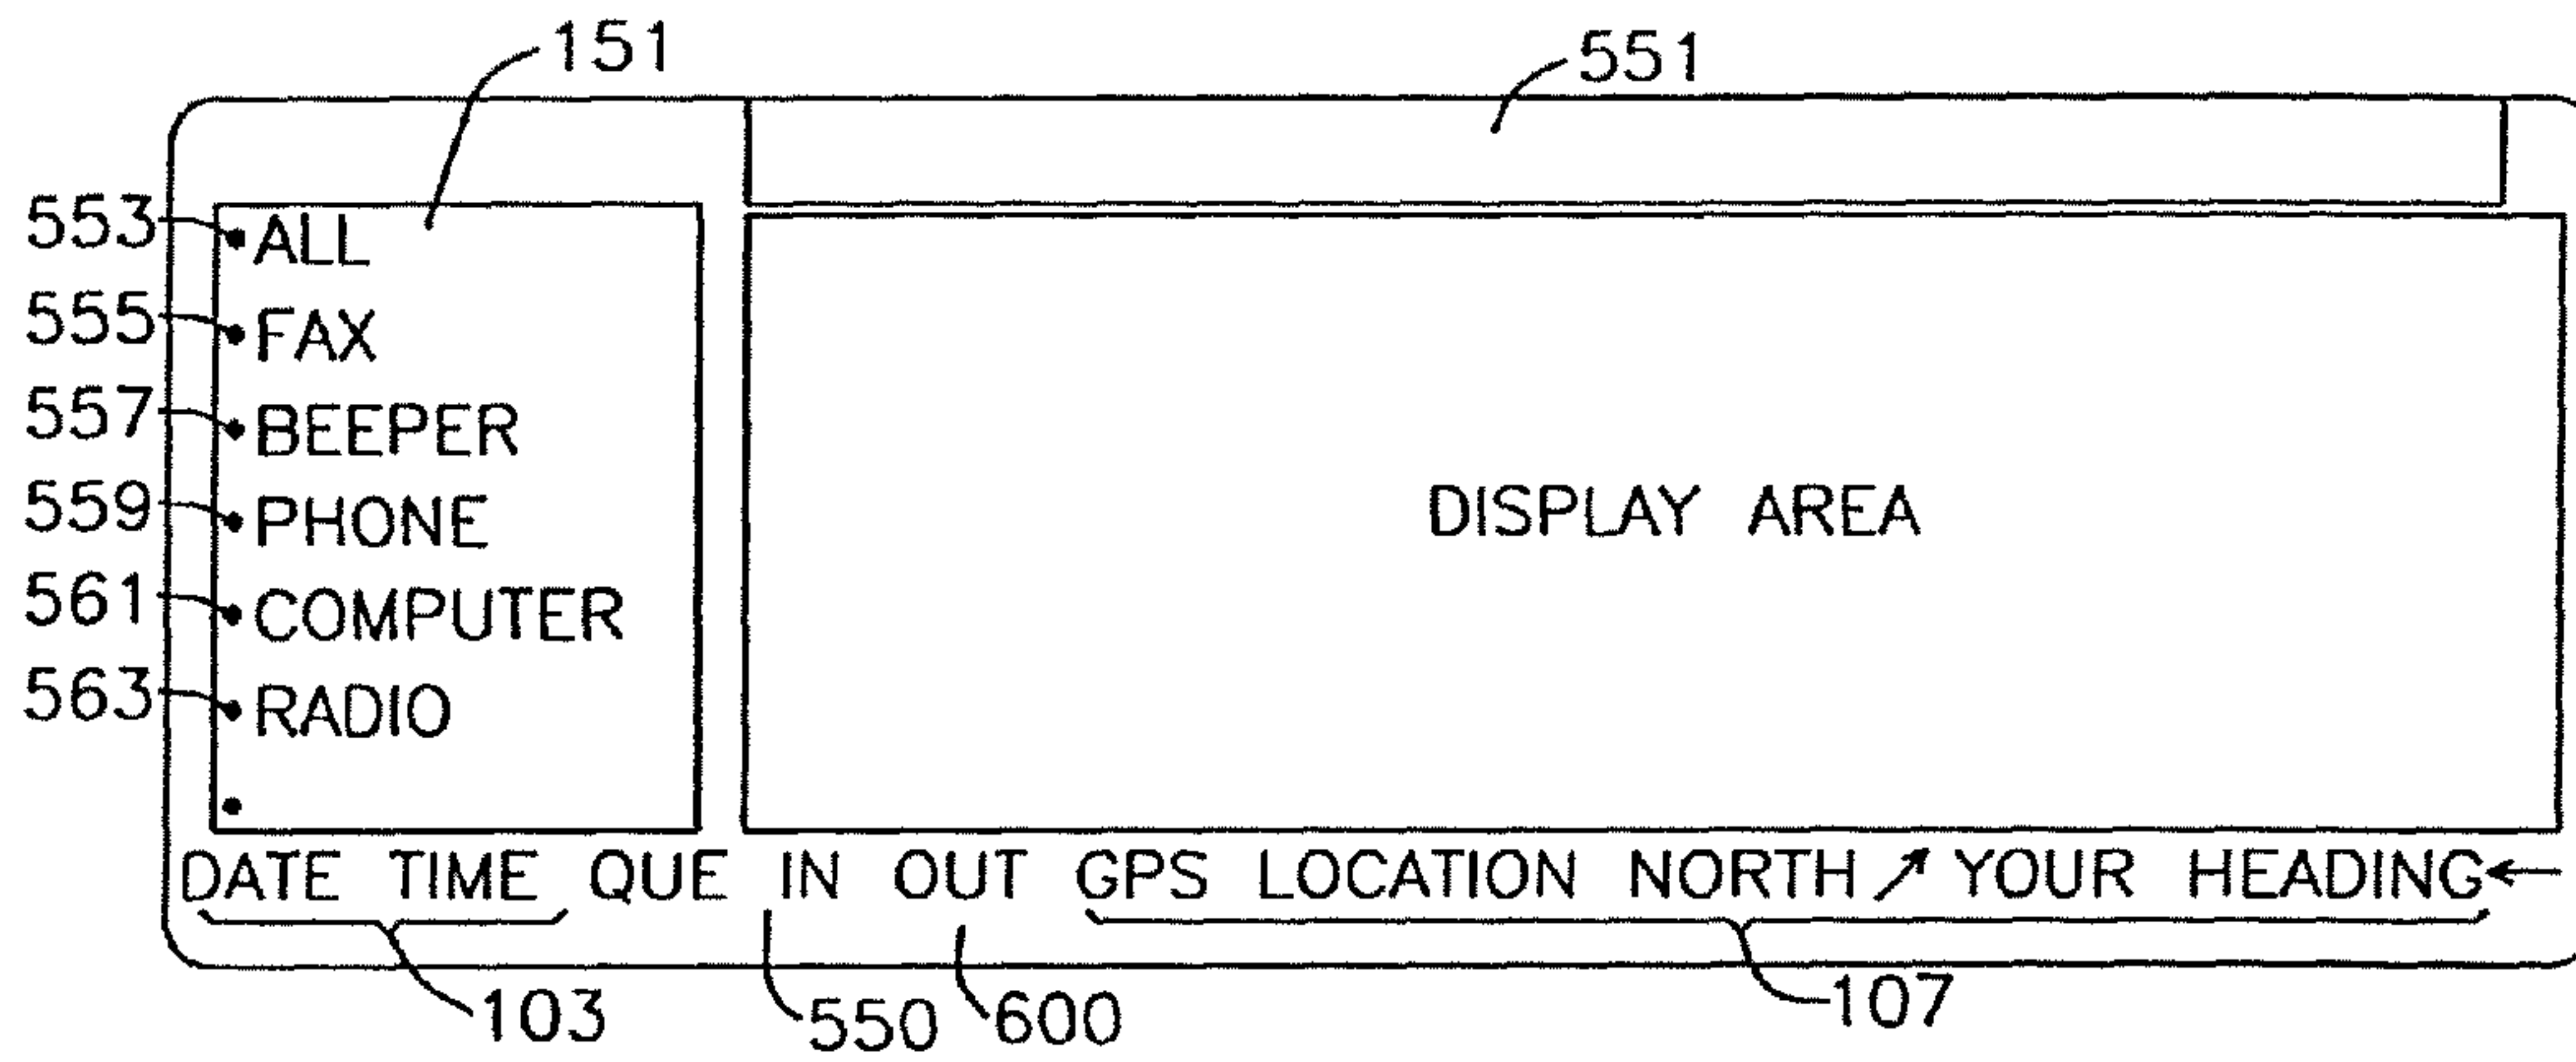 151
551
553 ALL
555 FAX
557 BEEPER
559 PHONE
561 COMPUTER
563 RADIO
DISPLAY AREA
DATE TIME QUE IN OUT GPS LOCATION NORTH ↗ YOUR HEADING ←
103
550
600
107